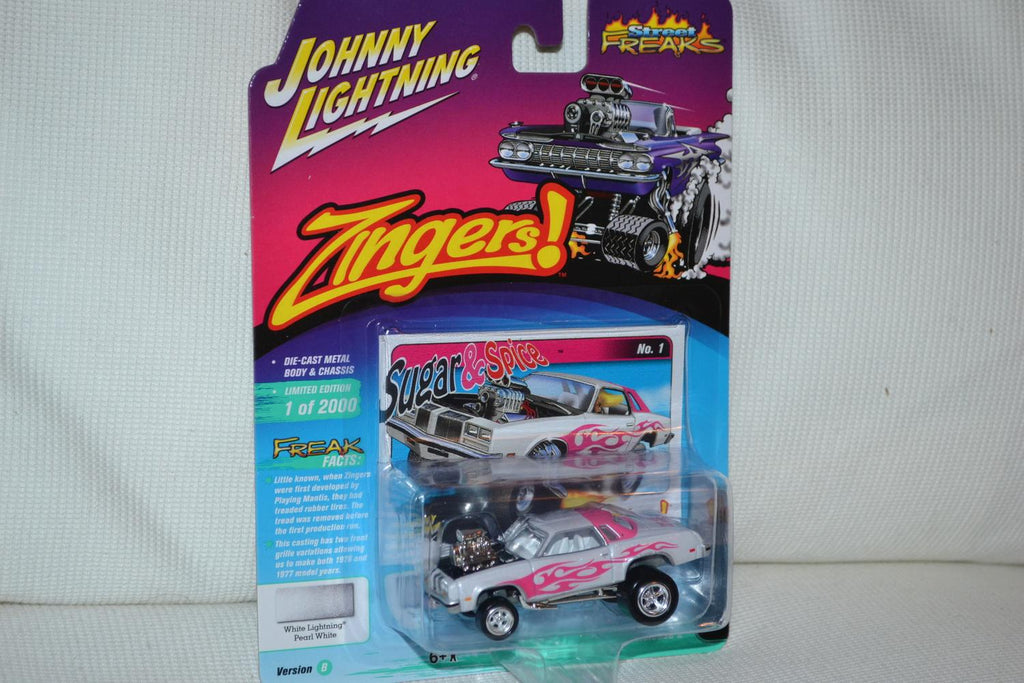 JOHNNY
LIGHTNING®
Street
FREAKS
Zingers!™
• DIE-CAST METAL
BODY & CHASSIS
• LIMITED EDITION
1 of 2000
FREAK
FACTS:
Little known, when Zingers
were first developed by
Playing Mantis, they had
treaded rubber tires. The
tread was removed before
the first production run.
This casting has two front
grille variations allowing
us to make both 1976 and
1977 model years.
White Lightning®
Pearl White
Version B
Sugar & Spice™
No. 1